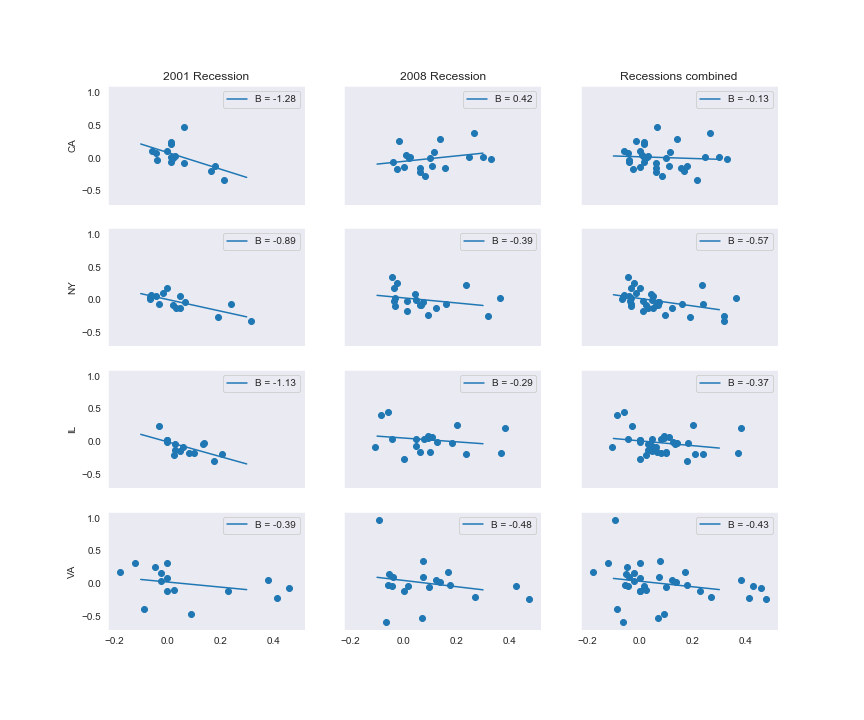 2001 Recession 2008 Recession Recessions combined
1.0 B = -1.28 B = 0.42 B = -0.13
0.5
CA
0.0
−0.5
1.0 B = -0.89 B = -0.39 B = -0.57
0.5
NY
0.0
−0.5
1.0 B = -1.13 B = -0.29 B = -0.37
0.5
IL
0.0
−0.5
1.0 B = -0.39 B = -0.48 B = -0.43
0.5
VA
0.0
−0.5
−0.2 0.0 0.2 0.4 −0.2 0.0 0.2 0.4 −0.2 0.0 0.2 0.4